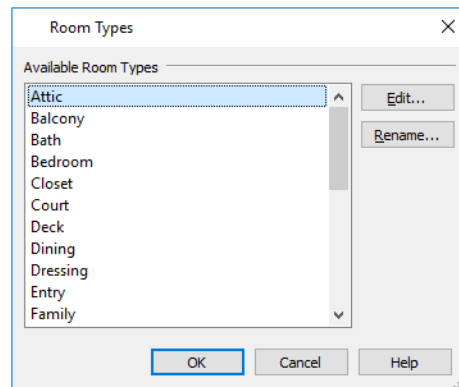 Room Types
Available Room Types
Attic
Balcony
Bath
Bedroom
Closet
Court
Deck
Dining
Dressing
Entry
Family
Edit...
Rename...
OK
Cancel
Help